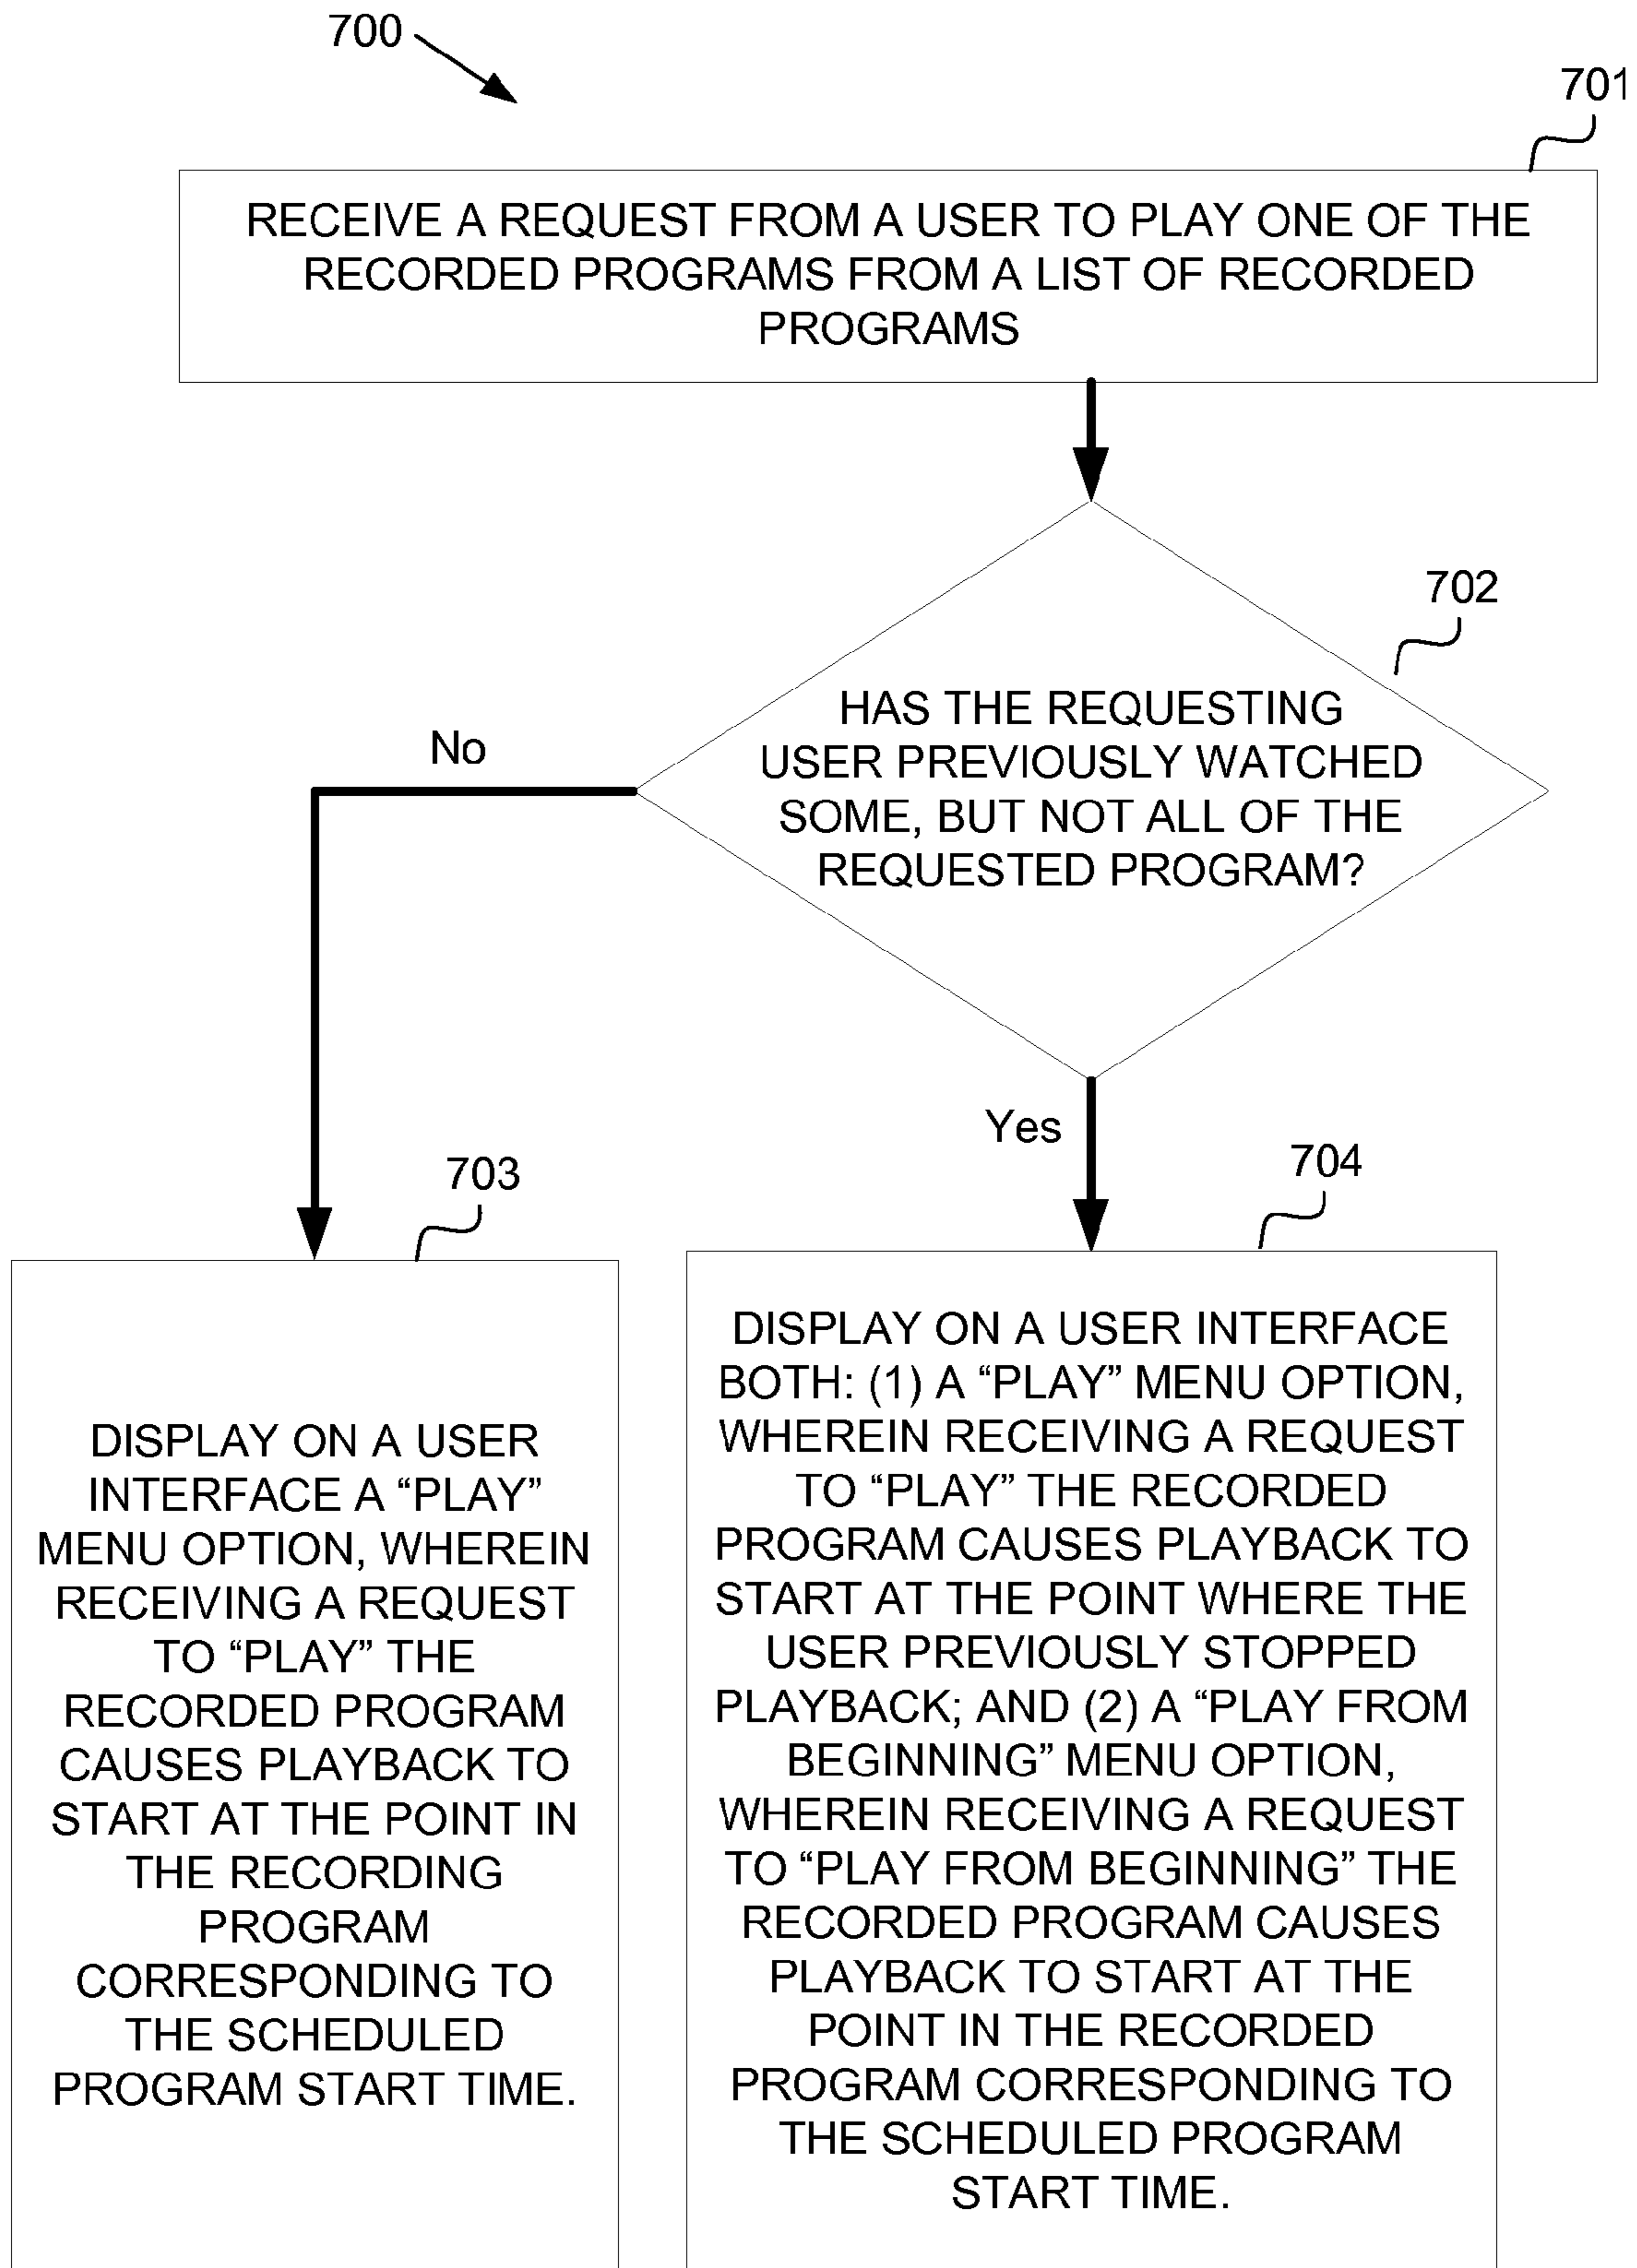 700
701
RECEIVE A REQUEST FROM A USER TO PLAY ONE OF THE
RECORDED PROGRAMS FROM A LIST OF RECORDED
PROGRAMS
702
HAS THE REQUESTING
USER PREVIOUSLY WATCHED
SOME, BUT NOT ALL OF THE
REQUESTED PROGRAM?
No
Yes
703
DISPLAY ON A USER
INTERFACE A “PLAY”
MENU OPTION, WHEREIN
RECEIVING A REQUEST
TO “PLAY” THE
RECORDED PROGRAM
CAUSES PLAYBACK TO
START AT THE POINT IN
THE RECORDING
PROGRAM
CORRESPONDING TO
THE SCHEDULED
PROGRAM START TIME.
704
DISPLAY ON A USER INTERFACE
BOTH: (1) A “PLAY” MENU OPTION,
WHEREIN RECEIVING A REQUEST
TO “PLAY” THE RECORDED
PROGRAM CAUSES PLAYBACK TO
START AT THE POINT WHERE THE
USER PREVIOUSLY STOPPED
PLAYBACK; AND (2) A “PLAY FROM
BEGINNING” MENU OPTION,
WHEREIN RECEIVING A REQUEST
TO “PLAY FROM BEGINNING” THE
RECORDED PROGRAM CAUSES
PLAYBACK TO START AT THE
POINT IN THE RECORDED
PROGRAM CORRESPONDING TO
THE SCHEDULED PROGRAM
START TIME.